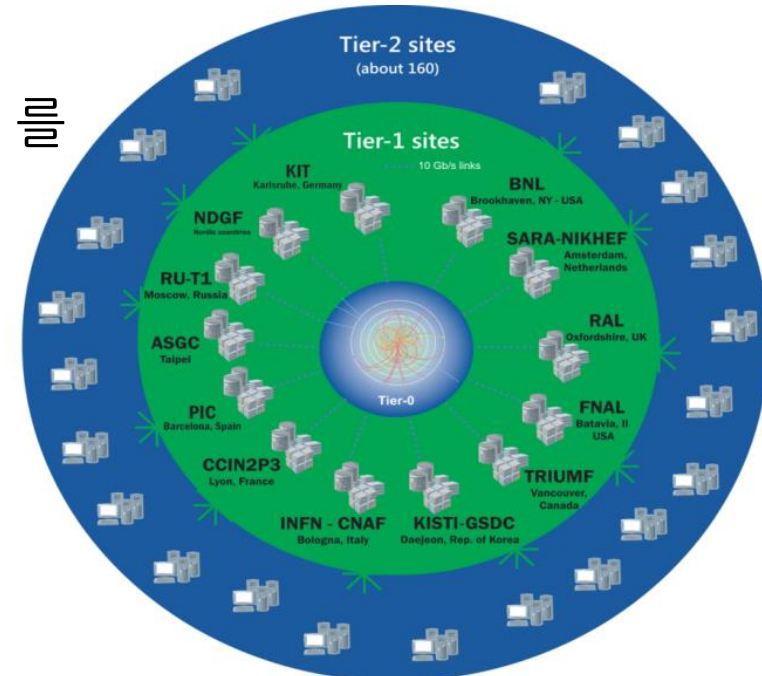 Tier-2 sites
(about 160)
Tier-1 sites
10 Gb/s links
KIT
Karlsruhe, Germany
BNL
Brookhaven, NY - USA
NDGF
Nordic countries
SARA-NIKHEF
Amsterdam,
Netherlands
RU-T1
Moscow, Russia
RAL
Oxfordshire, UK
ASGC
Taipei
Tier-0
PIC
Barcelona, Spain
FNAL
Batavia, Il
USA
CCIN2P3
Lyon, France
TRIUMF
Vancouver,
Canada
INFN - CNAF
Bologna, Italy
KISTI-GSDC
Daejeon, Rep. of Korea